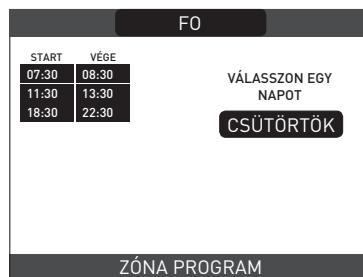 FO
START VÉGE
07:30 08:30
11:30 13:30
18:30 22:30
VÁLASSZON EGY
NAPOT
CSÜTÖRTÖK
ZÓNA PROGRAM